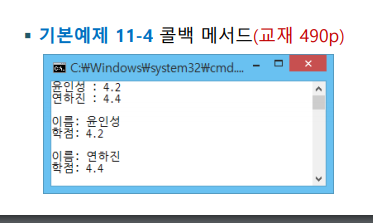 ▪ 기본예제 11-4 콜백 메서드(교재 490p)
C:₩Windows₩system32₩cmd....
윤인성 : 4.2
연하진 : 4.4
이름: 윤인성
학점: 4.2
이름: 연하진
학점: 4.4